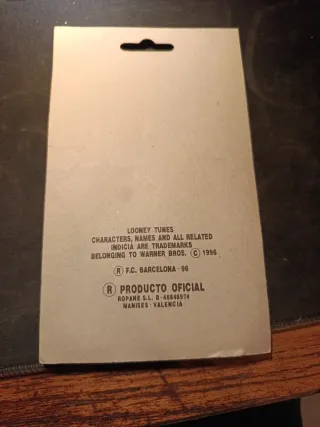 LOONEY TUNES
CHARACTERS, NAMES AND ALL RELATED
INDICIA ARE TRADEMARKS
BELONGING TO WARNER BROS. © 1996
® F.C. BARCELONA - 96
® PRODUCTO OFICIAL
ROPANE S.L. B-46848974
MANISES - VALENCIA